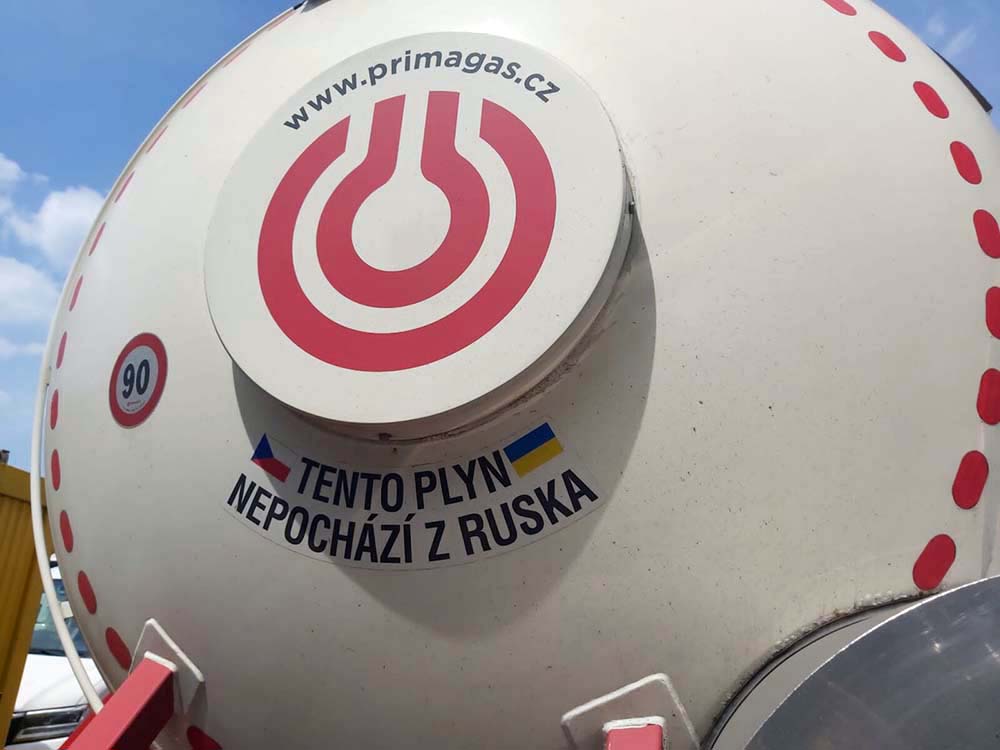 www.primagas.cz
90
TENTO PLYN
NEPOCHÁZÍ Z RUSKA